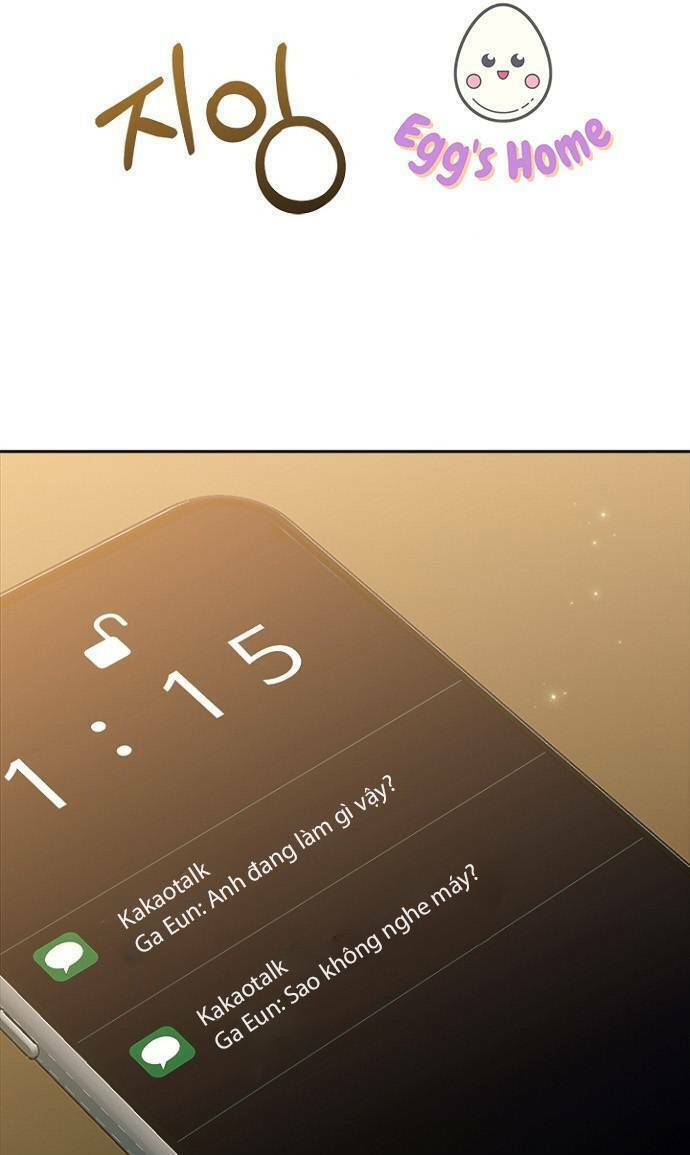 지잉
Egg's Home
1:15
Kakaotalk
Ga Eun: Anh đang làm gì vậy?
Kakaotalk
Ga Eun: Sao không nghe máy?